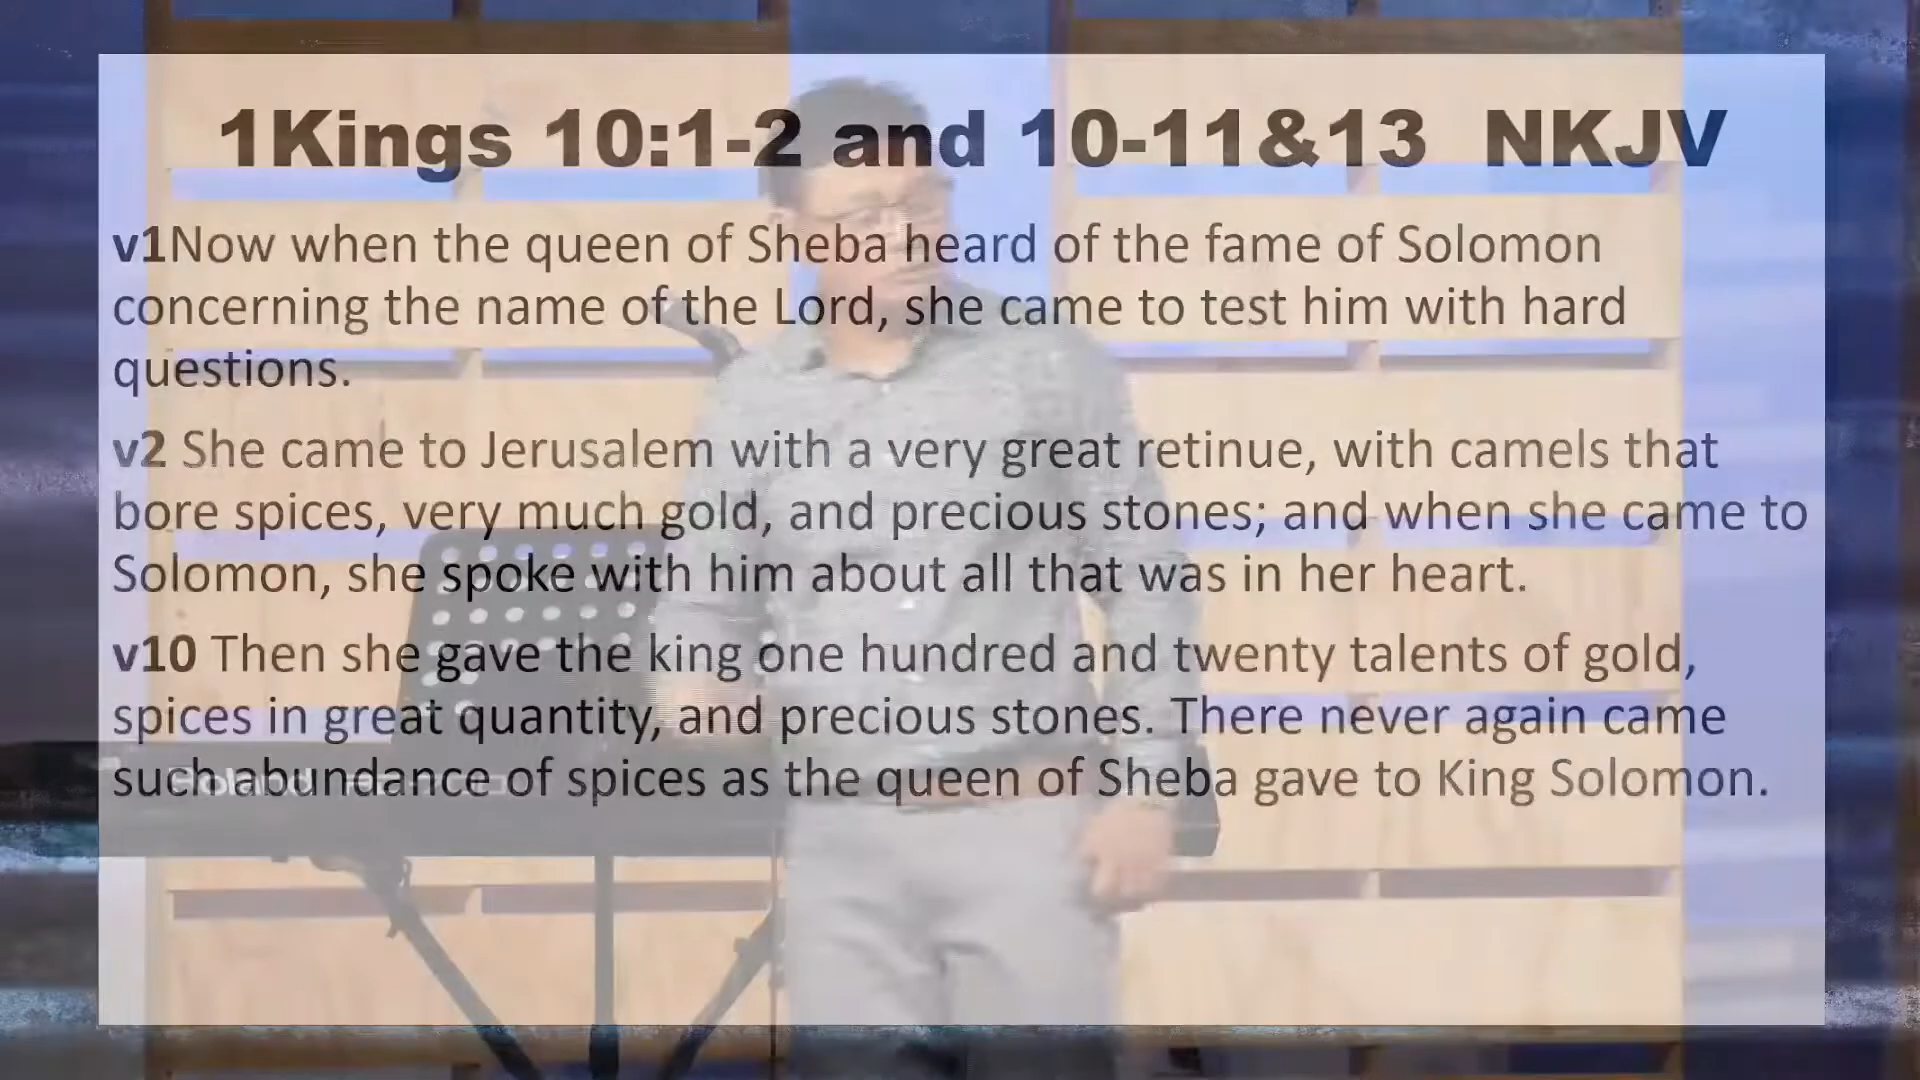 1Kings 10:1-2 and 10-11&13 NKJV
v1Now when the queen of Sheba heard of the fame of Solomon
concerning the name of the Lord, she came to test him with hard
questions.
v2 She came to Jerusalem with a very great retinue, with camels that
bore spices, very much gold, and precious stones; and when she came to
Solomon, she spoke with him about all that was in her heart.
v10 Then she gave the king one hundred and twenty talents of gold,
spices in great quantity, and precious stones. There never again came
such abundance of spices as the queen of Sheba gave to King Solomon.
Roland